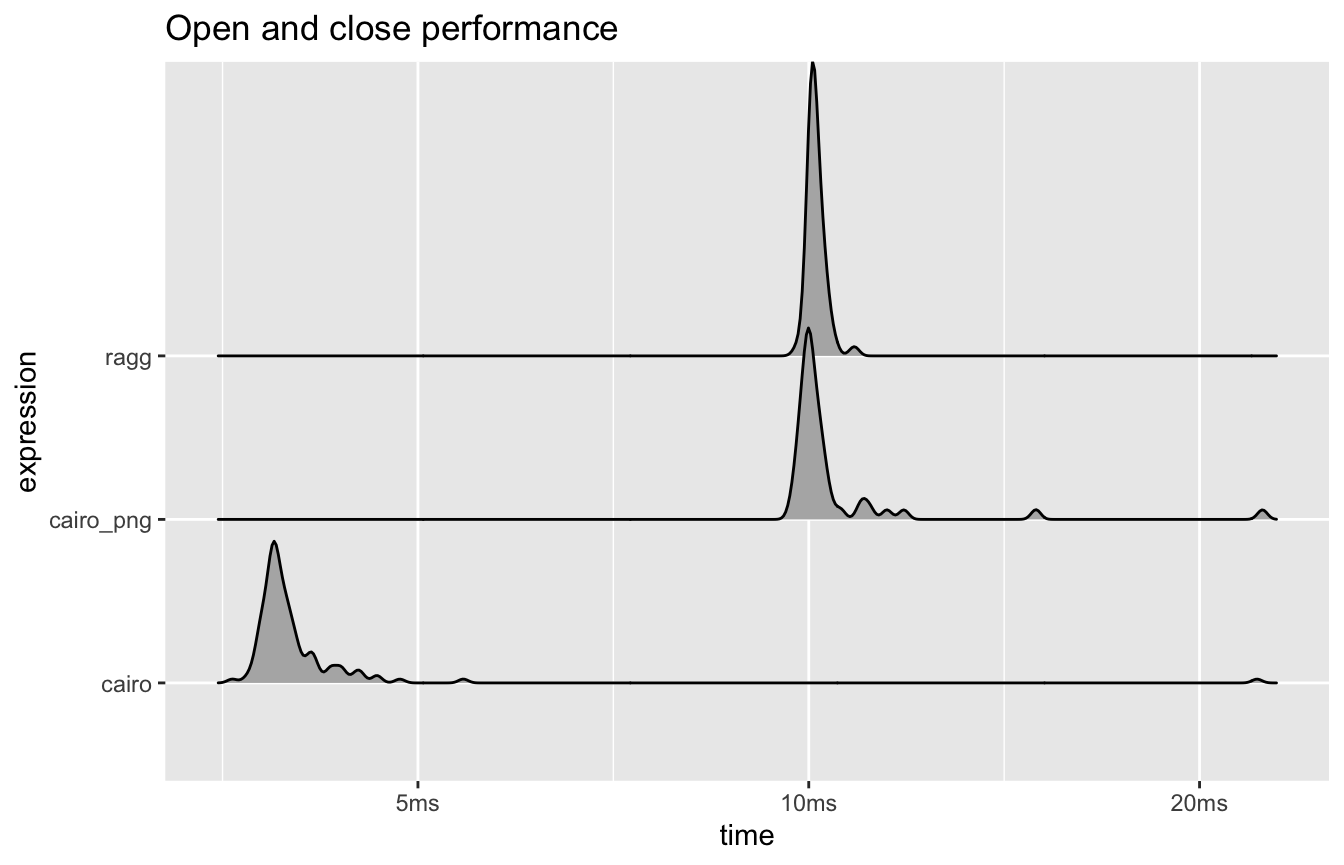 Open and close performance
expression
ragg
cairo_png
cairo
5ms
10ms
20ms
time